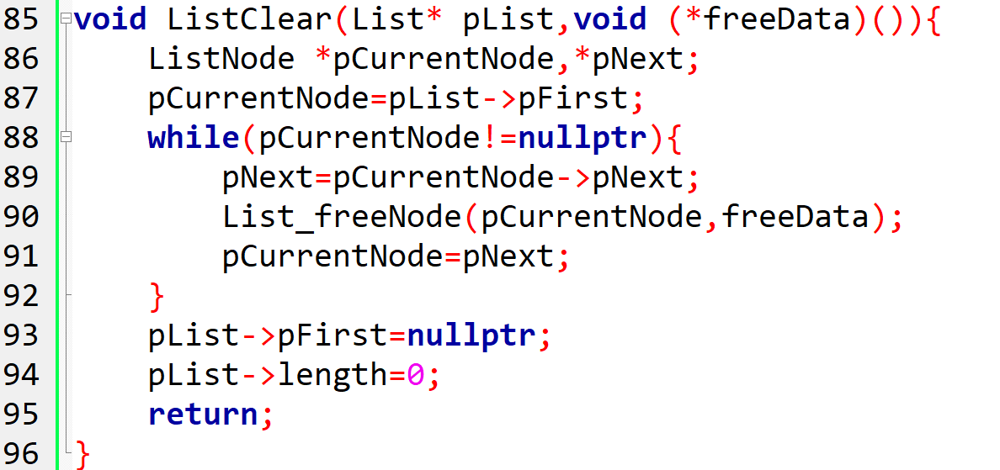 85 void ListClear(List* pList,void (*freeData)()){
86     ListNode *pCurrentNode,*pNext;
87     pCurrentNode=pList->pFirst;
88     while(pCurrentNode!=nullptr){
89         pNext=pCurrentNode->pNext;
90         List_freeNode(pCurrentNode,freeData);
91         pCurrentNode=pNext;
92     }
93     pList->pFirst=nullptr;
94     pList->length=0;
95     return;
96 }